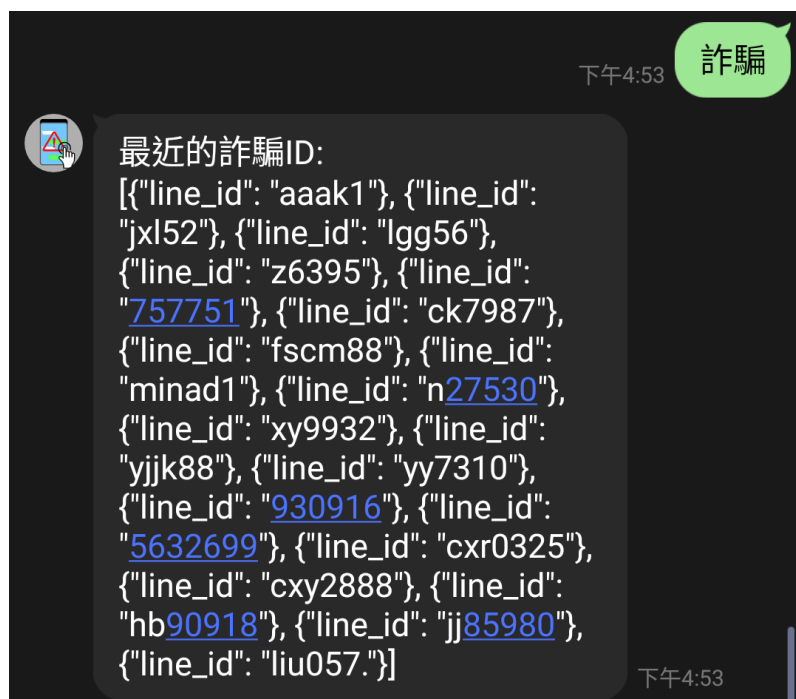 詐騙
下午4:53
最近的詐騙ID:
[{"line_id": "aaak1"}, {"line_id":
"jxl52"}, {"line_id": "lgg56"},
{"line_id": "z6395"}, {"line_id":
"757751"}, {"line_id": "ck7987"},
{"line_id": "fscm88"}, {"line_id":
"minad1"}, {"line_id": "n27530"},
{"line_id": "xy9932"}, {"line_id":
"yjjk88"}, {"line_id": "yy7310"},
{"line_id": "930916"}, {"line_id":
"5632699"}, {"line_id": "cxr0325"},
{"line_id": "cxy2888"}, {"line_id":
"hb90918"}, {"line_id": "jj85980"},
{"line_id": "liu057."}]
下午4:53